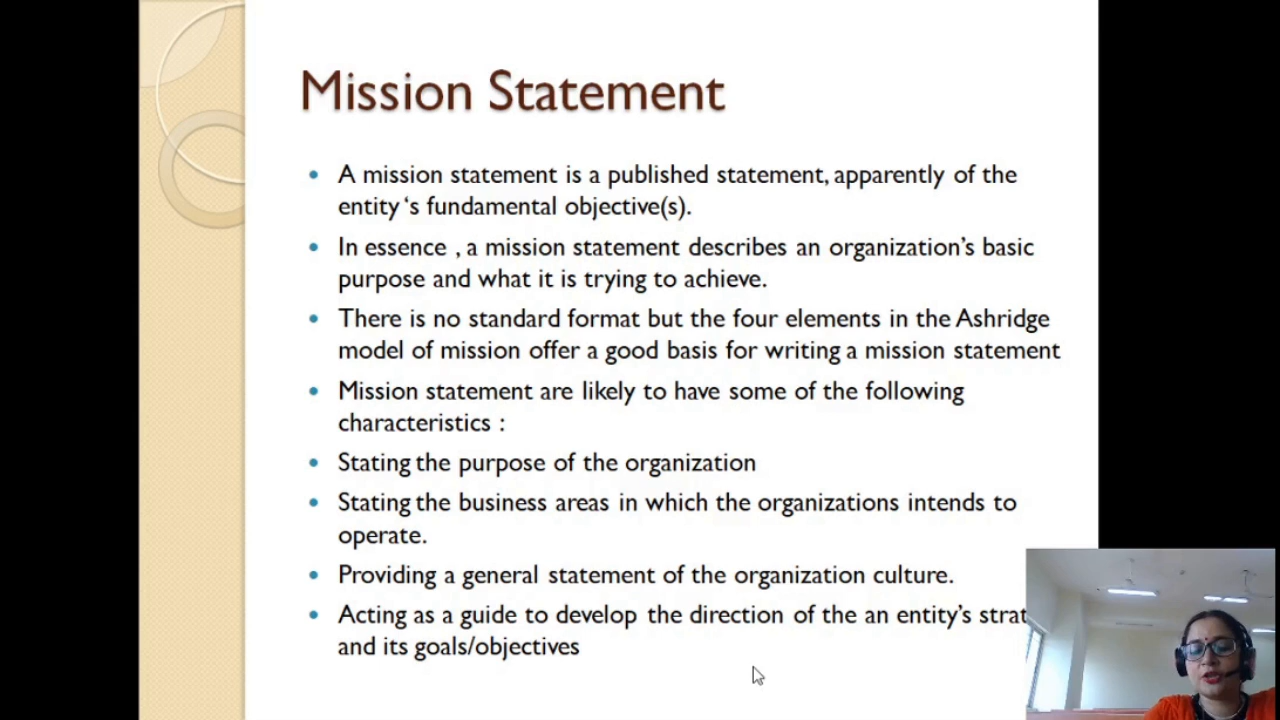 Mission Statement
• A mission statement is a published statement, apparently of the
entity ‘s fundamental objective(s).
• In essence , a mission statement describes an organization’s basic
purpose and what it is trying to achieve.
• There is no standard format but the four elements in the Ashridge
model of mission offer a good basis for writing a mission statement
• Mission statement are likely to have some of the following
characteristics :
• Stating the purpose of the organization
• Stating the business areas in which the organizations intends to
operate.
• Providing a general statement of the organization culture.
• Acting as a guide to develop the direction of the an entity’s strat
and its goals/objectives